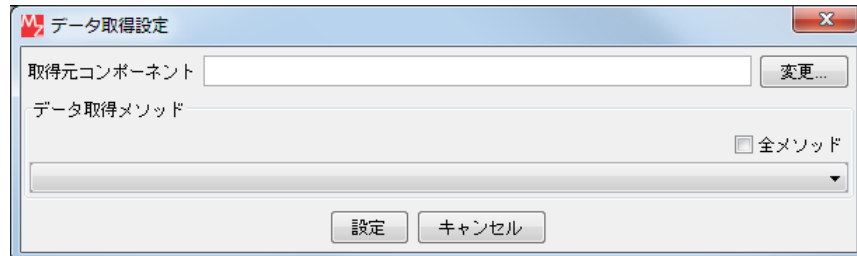 データ取得設定
取得元コンポーネント 変更...
データ取得メソッド
全メソッド
設定 キャンセル